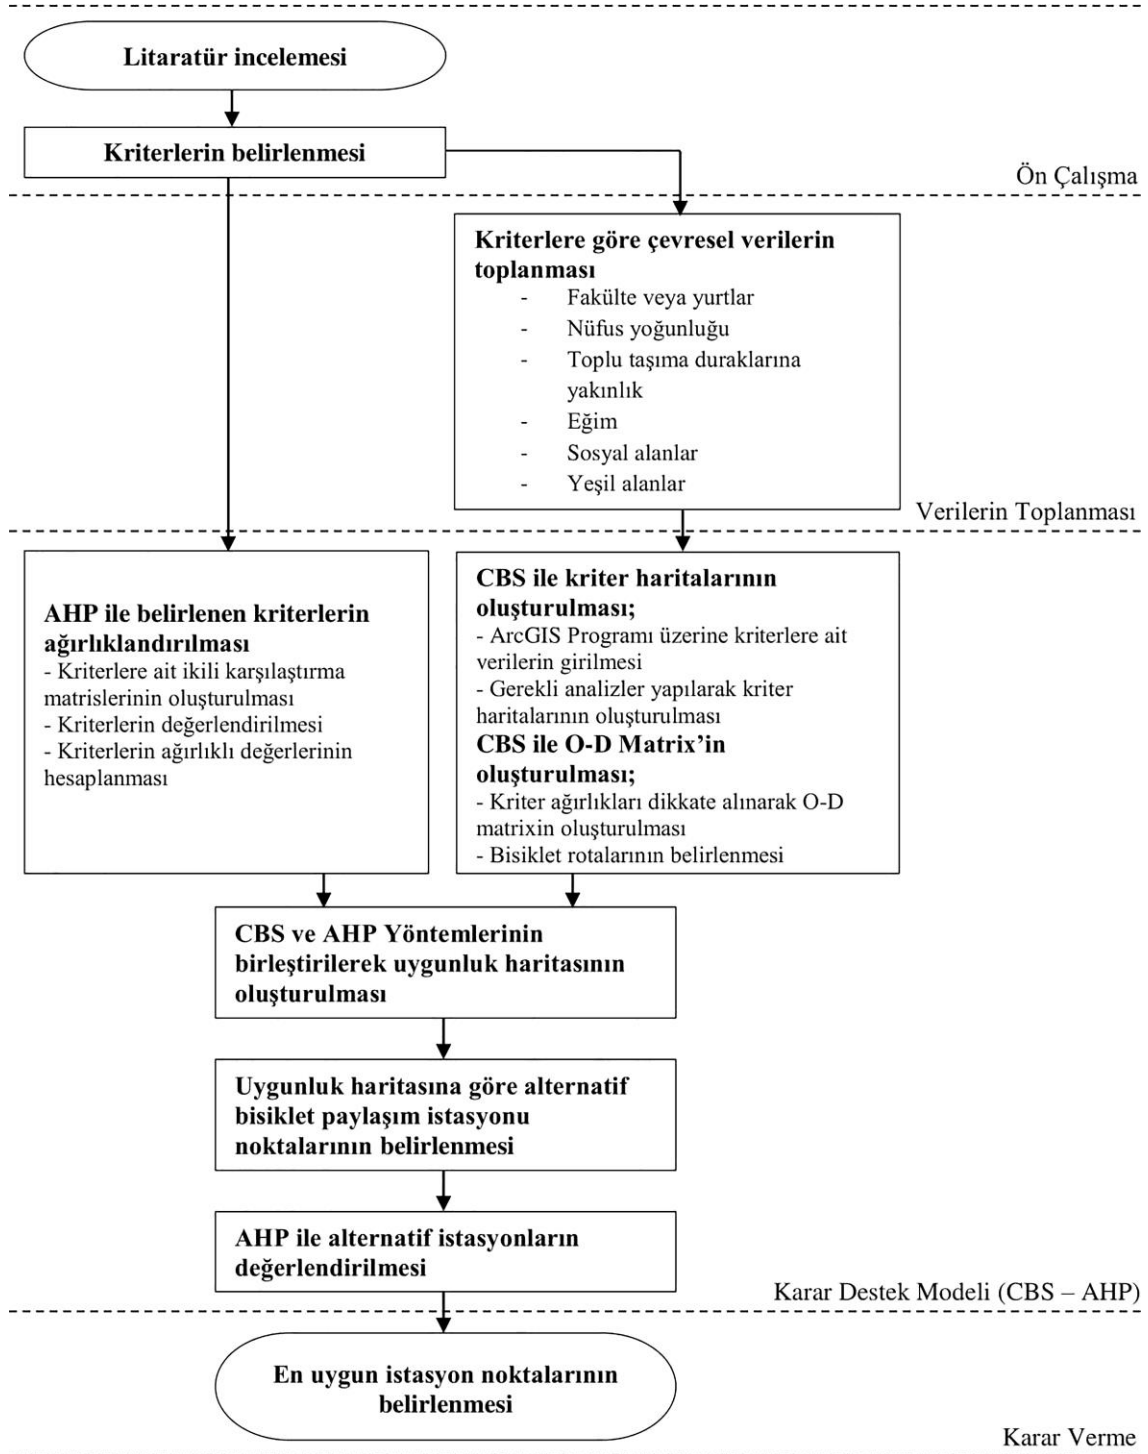 Litaratür incelemesi
Kriterlerin belirlenmesi
Ön Çalışma
Kriterlere göre çevresel verilerin
toplanması
- Fakülte veya yurtlar
- Nüfus yoğunluğu
- Toplu taşıma duraklarına
yakınlık
- Eğim
- Sosyal alanlar
- Yeşil alanlar
Verilerin Toplanması
AHP ile belirlenen kriterlerin
ağırlıklandırılması
- Kriterlere ait ikili karşılaştırma
matrislerinin oluşturulması
- Kriterlerin değerlendirilmesi
- Kriterlerin ağırlıklı değerlerinin
hesaplanması
CBS ile kriter haritalarının
oluşturulması;
- ArcGIS Programı üzerine kriterlere ait
verilerin girilmesi
- Gerekli analizler yapılarak kriter
haritalarının oluşturulması
CBS ile O-D Matrix’in
oluşturulması;
- Kriter ağırlıkları dikkate alınarak O-D
matrixin oluşturulması
- Bisiklet rotalarının belirlenmesi
CBS ve AHP Yöntemlerinin
birleştirilerek uygunluk haritasının
oluşturulması
Uygunluk haritasına göre alternatif
bisiklet paylaşım istasyonu
noktalarının belirlenmesi
AHP ile alternatif istasyonların
değerlendirilmesi
Karar Destek Modeli (CBS – AHP)
En uygun istasyon noktalarının
belirlenmesi
Karar Verme